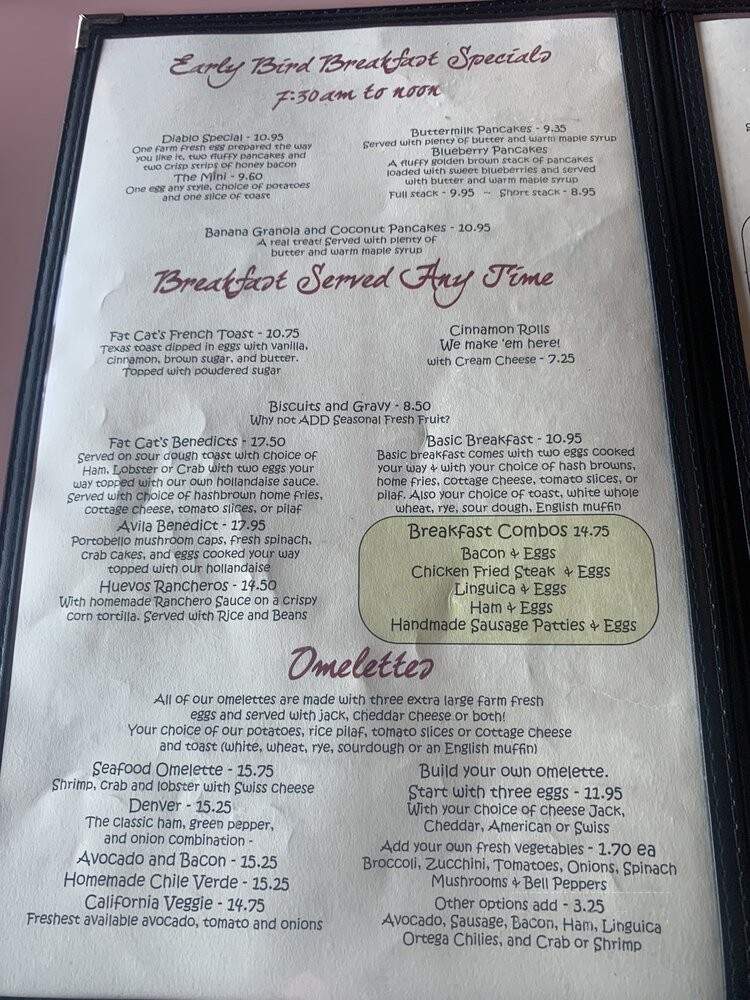 Early Bird Breakfast Specials
7:30am to noon
Diablo Special - 10.95
One farm fresh egg prepared the way
you like it, two fluffy pancakes and
two crisp strips of honey bacon
The Mini - 9.60
One egg any style, choice of potatoes
and one slice of toast
Buttermilk Pancakes - 9.35
Served with plenty of butter and warm maple syrup
Blueberry Pancakes
A fluffy golden brown stack of pancakes
loaded with sweet blueberries and served
with butter and warm maple syrup
Full stack - 9.95 ~ Short stack - 8.95
Banana Granola and Coconut Pancakes - 10.95
A real treat! Served with plenty of
butter and warm maple syrup
Breakfast Served Any Time
Fat Cat's French Toast - 10.75
Texas toast dipped in eggs with vanilla,
cinnamon, brown sugar, and butter.
Topped with powdered sugar
Cinnamon Rolls
We make 'em here!
with Cream Cheese - 7.25
Biscuits and Gravy - 8.50
Why not ADD Seasonal Fresh Fruit?
Fat Cat's Benedicts - 17.50
Served on sour dough toast with choice of
Ham, Lobster or Crab with two eggs your
way topped with our own hollandaise sauce.
Served with choice of hashbrown home fries,
cottage cheese, tomato slices, or pilaf
Avila Benedict - 17.95
Portobello mushroom caps, fresh spinach,
crab cakes, and eggs cooked your way
topped with our hollandaise
Huevos Rancheros - 14.50
With homemade Ranchero Sauce on a crispy
corn tortilla. Served with Rice and Beans
Basic Breakfast - 10.95
Basic breakfast comes with two eggs cooked
your way & with your choice of hash browns,
home fries, cottage cheese, tomato slices, or
pilaf. Also your choice of toast, white whole
wheat, rye, sour dough, English muffin
Breakfast Combos 14.75
Bacon & Eggs
Chicken Fried Steak & Eggs
Linguica & Eggs
Ham & Eggs
Handmade Sausage Patties & Eggs
Omelettes
All of our omelettes are made with three extra large farm fresh
eggs and served with jack, cheddar cheese or both!
Your choice of our potatoes, rice pilaf, tomato slices or cottage cheese
and toast (white, wheat, rye, sourdough or an English muffin)
Seafood Omelette - 15.75
Shrimp, Crab and lobster with Swiss cheese
Denver - 15.25
The classic ham, green pepper,
and onion combination -
Avocado and Bacon - 15.25
Homemade Chile Verde - 15.25
California Veggie - 14.75
Freshest available avocado, tomato and onions
Build your own omelette.
Start with three eggs - 11.95
With your choice of cheese Jack,
Cheddar, American or Swiss
Add your own fresh vegetables - 1.70 ea
Broccoli, Zucchini, Tomatoes, Onions, Spinach
Mushrooms & Bell Peppers
Other options add - 3.25
Avocado, Sausage, Bacon, Ham, Linguica
Ortega Chilies, and Crab or Shrimp